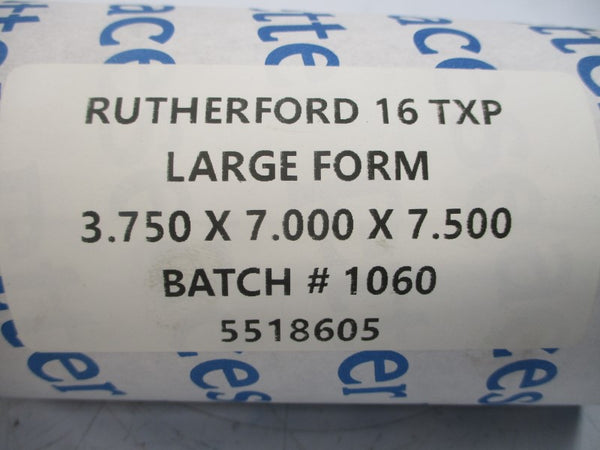 RUTHERFORD 16 TXP
LARGE FORM
3.750 X 7.000 X 7.500
BATCH # 1060
5518605